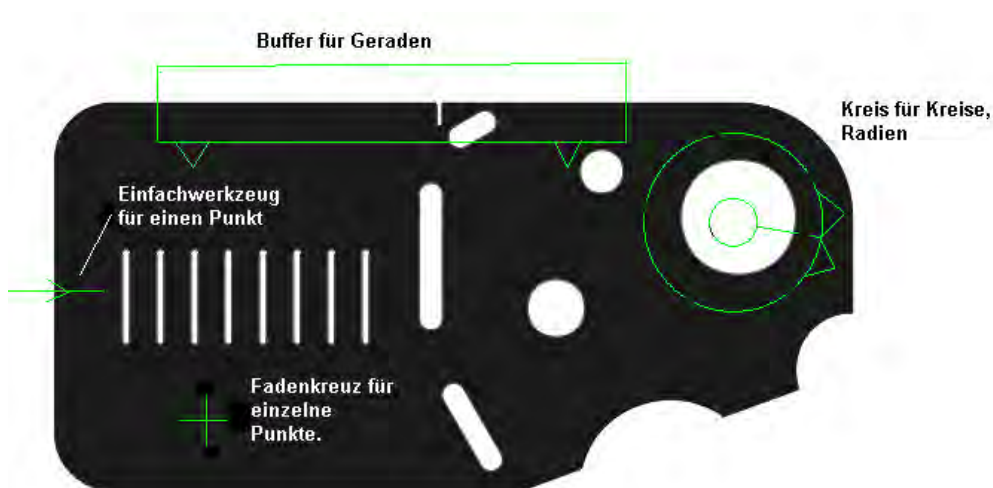 Buffer für Geraden
Kreis für Kreise,
Radien
Einfachwerkzeug
für einen Punkt
Fadenkreuz für
einzelne
Punkte.